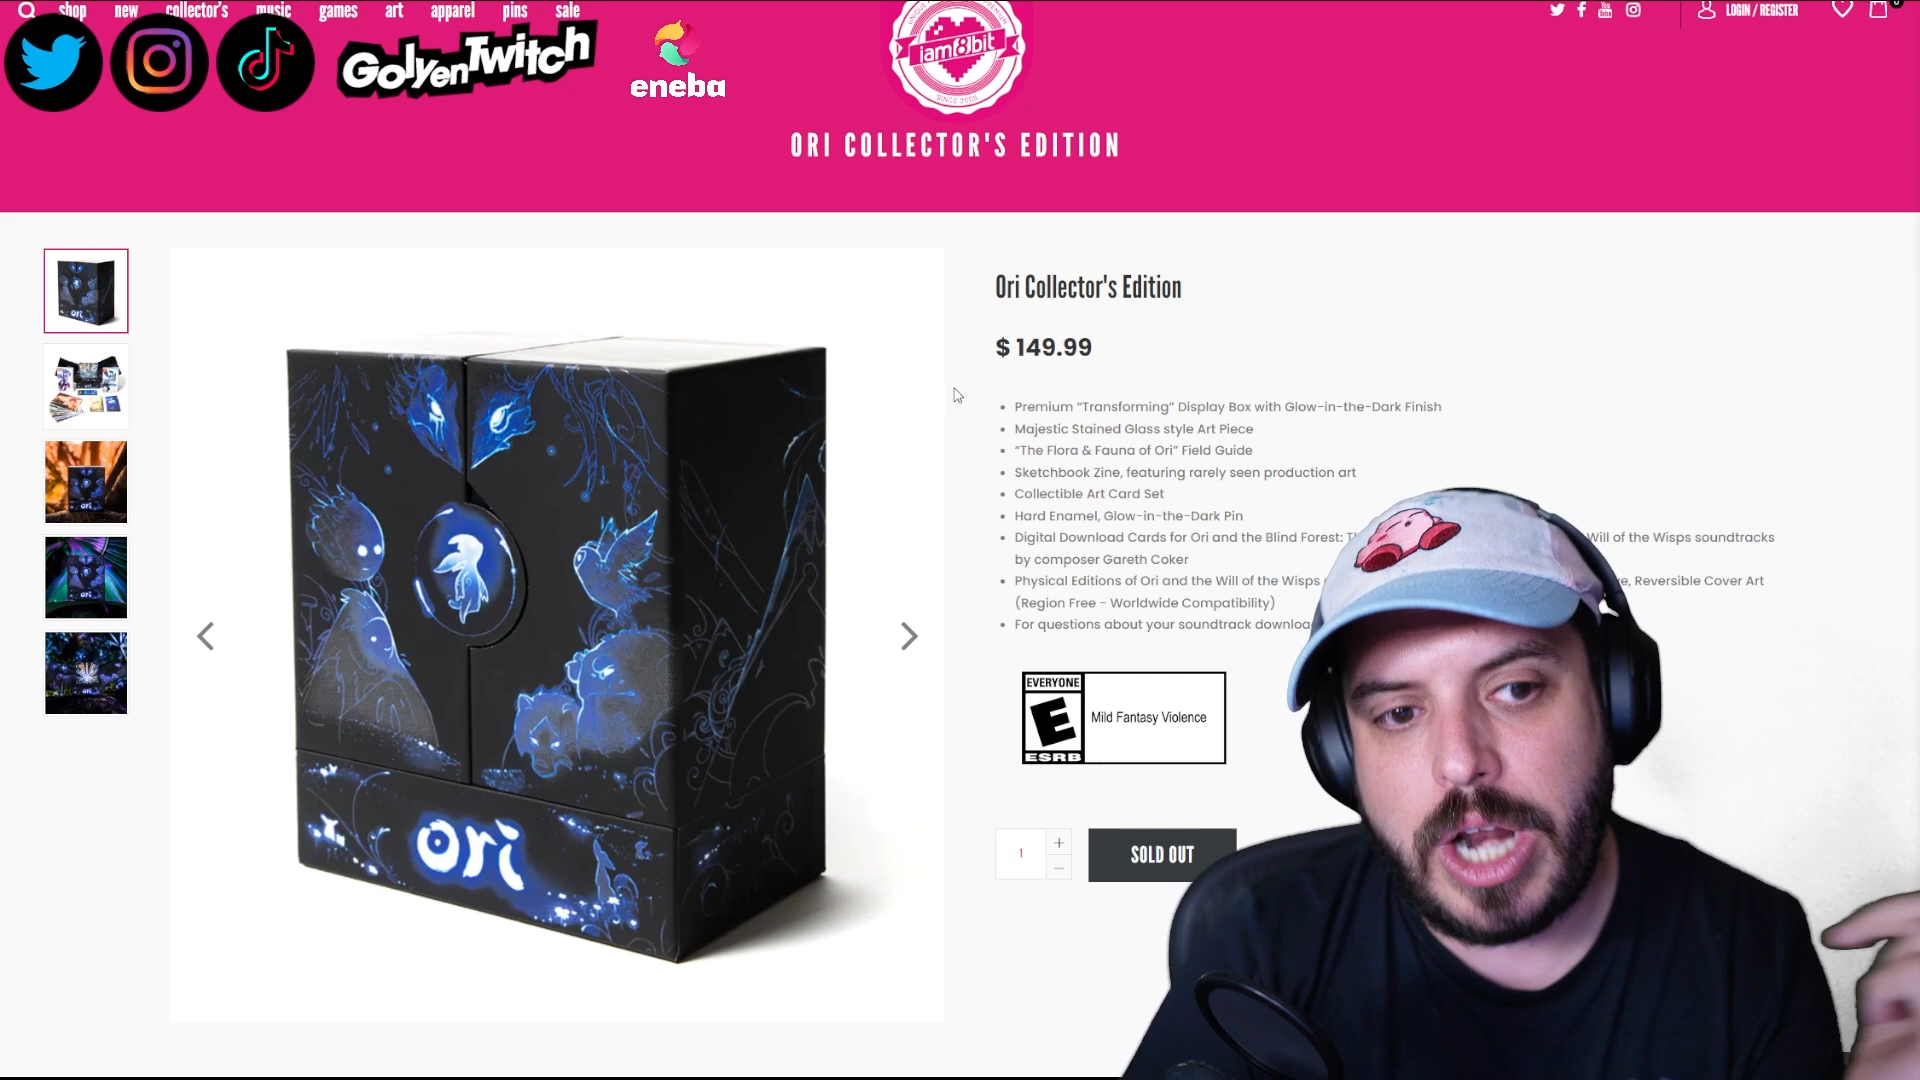 shop new collector's music games art apparel pins sale
LOGIN / REGISTER
GolyenTwitch
eneba
iam8bit
SINCE 2005
ORI COLLECTOR'S EDITION
Ori Collector's Edition
$ 149.99
Premium “Transforming” Display Box with Glow-in-the-Dark Finish
Majestic Stained Glass style Art Piece
“The Flora & Fauna of Ori” Field Guide
Sketchbook Zine, featuring rarely seen production art
Collectible Art Card Set
Hard Enamel, Glow-in-the-Dark Pin
Digital Download Cards for Ori and the Blind Forest: Will of the Wisps soundtracks
by composer Gareth Coker
Physical Editions of Ori and the Will of the Wisps Reversible Cover Art
(Region Free - Worldwide Compatibility)
For questions about your soundtrack
EVERYONE
E
ESRB
Mild Fantasy Violence
1 +
−
SOLD OUT
ori